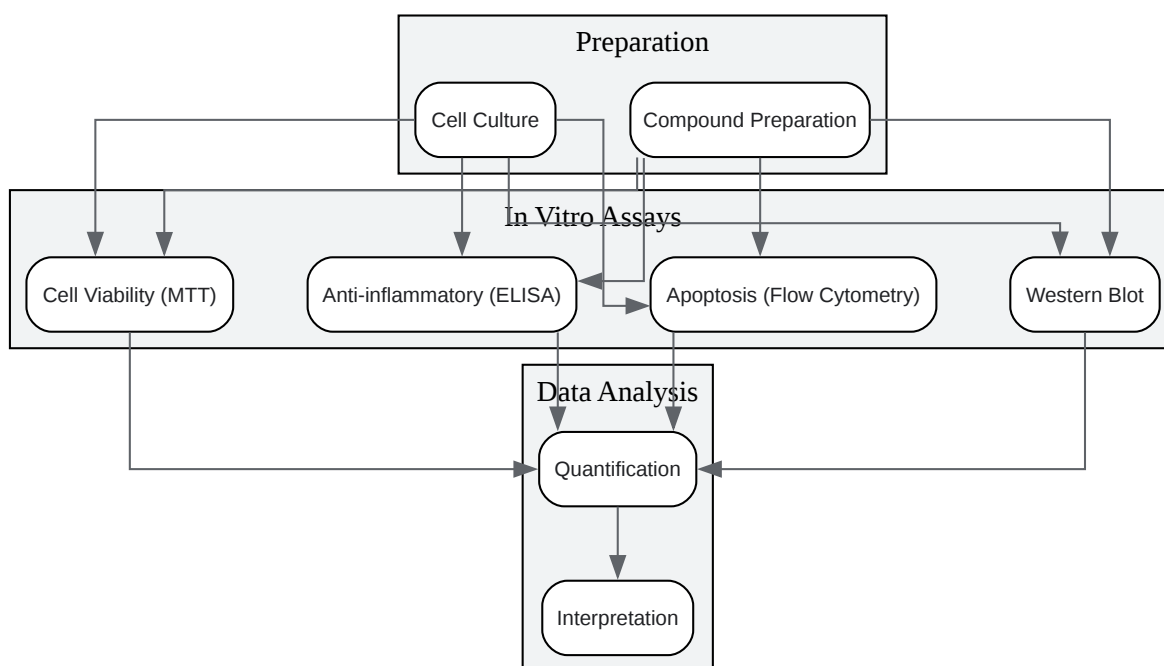 Preparation
Cell Culture
Compound Preparation
In Vitro Assays
Cell Viability (MTT)
Anti-inflammatory (ELISA)
Apoptosis (Flow Cytometry)
Western Blot
Data Analysis
Quantification
Interpretation